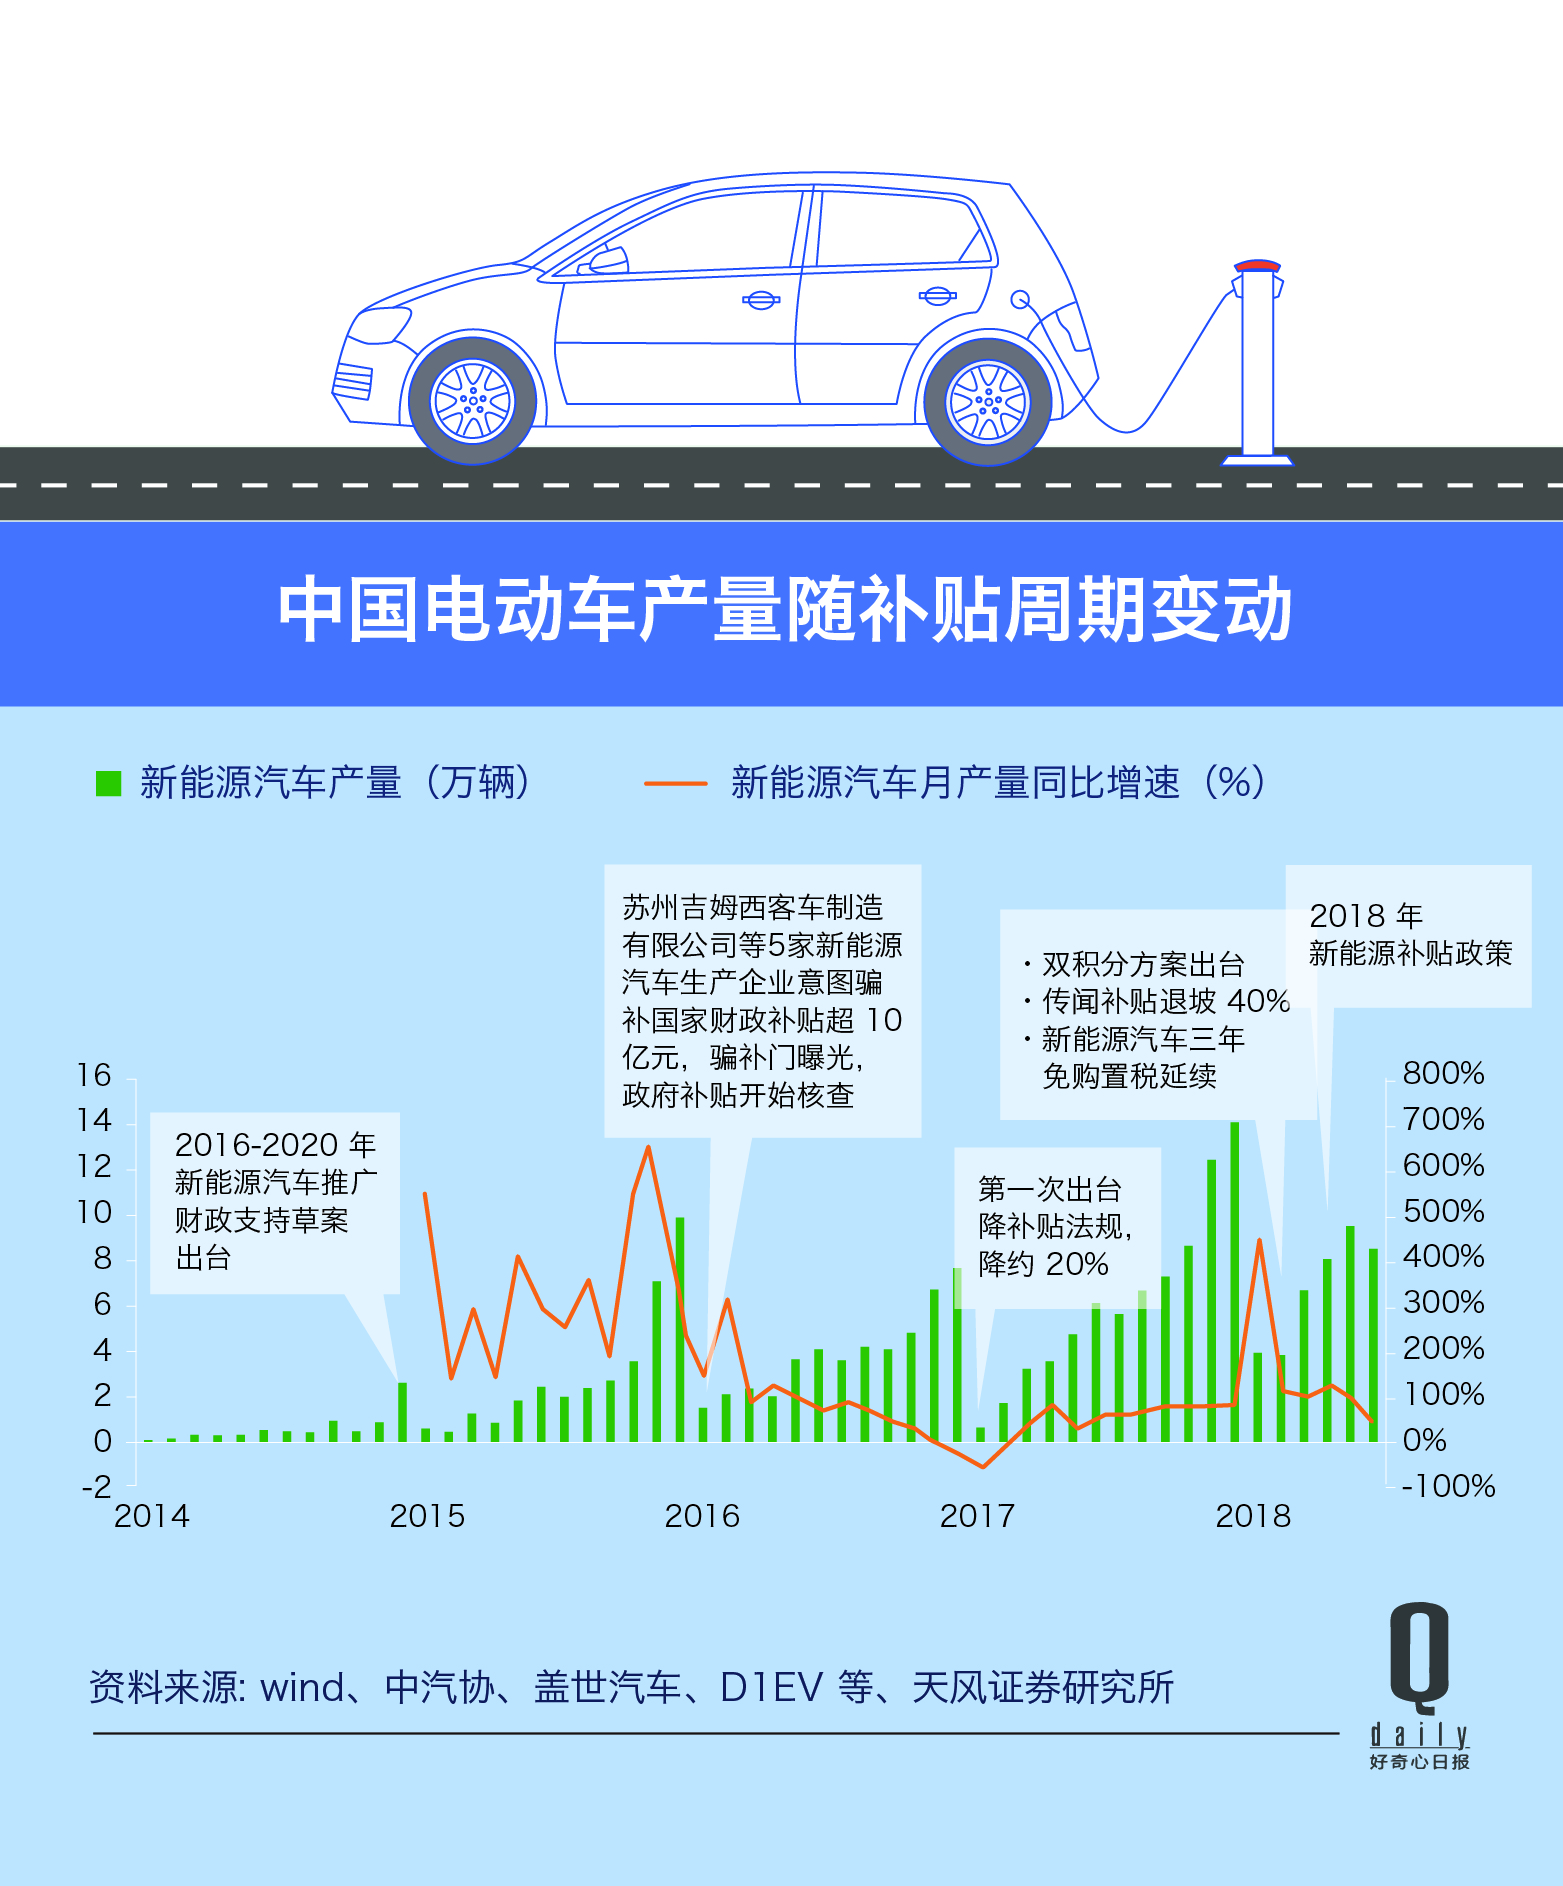 中国电动车产量随补贴周期变动
新能源汽车产量（万辆）
新能源汽车月产量同比增速（%）
苏州吉姆西客车制造
有限公司等5家新能源
汽车生产企业意图骗
补国家财政补贴超 10
亿元，骗补门曝光，
政府补贴开始核查
2018 年
新能源补贴政策
·双积分方案出台
·传闻补贴退坡 40%
·新能源汽车三年
免购置税延续
2016-2020 年
新能源汽车推广
财政支持草案
出台
第一次出台
降补贴法规，
降约 20%
16
14
12
10
8
6
4
2
0
-2
800%
700%
600%
500%
400%
300%
200%
100%
0%
-100%
2014
2015
2016
2017
2018
资料来源: wind、中汽协、盖世汽车、D1EV 等、天风证券研究所
Q
daily
好奇心日报